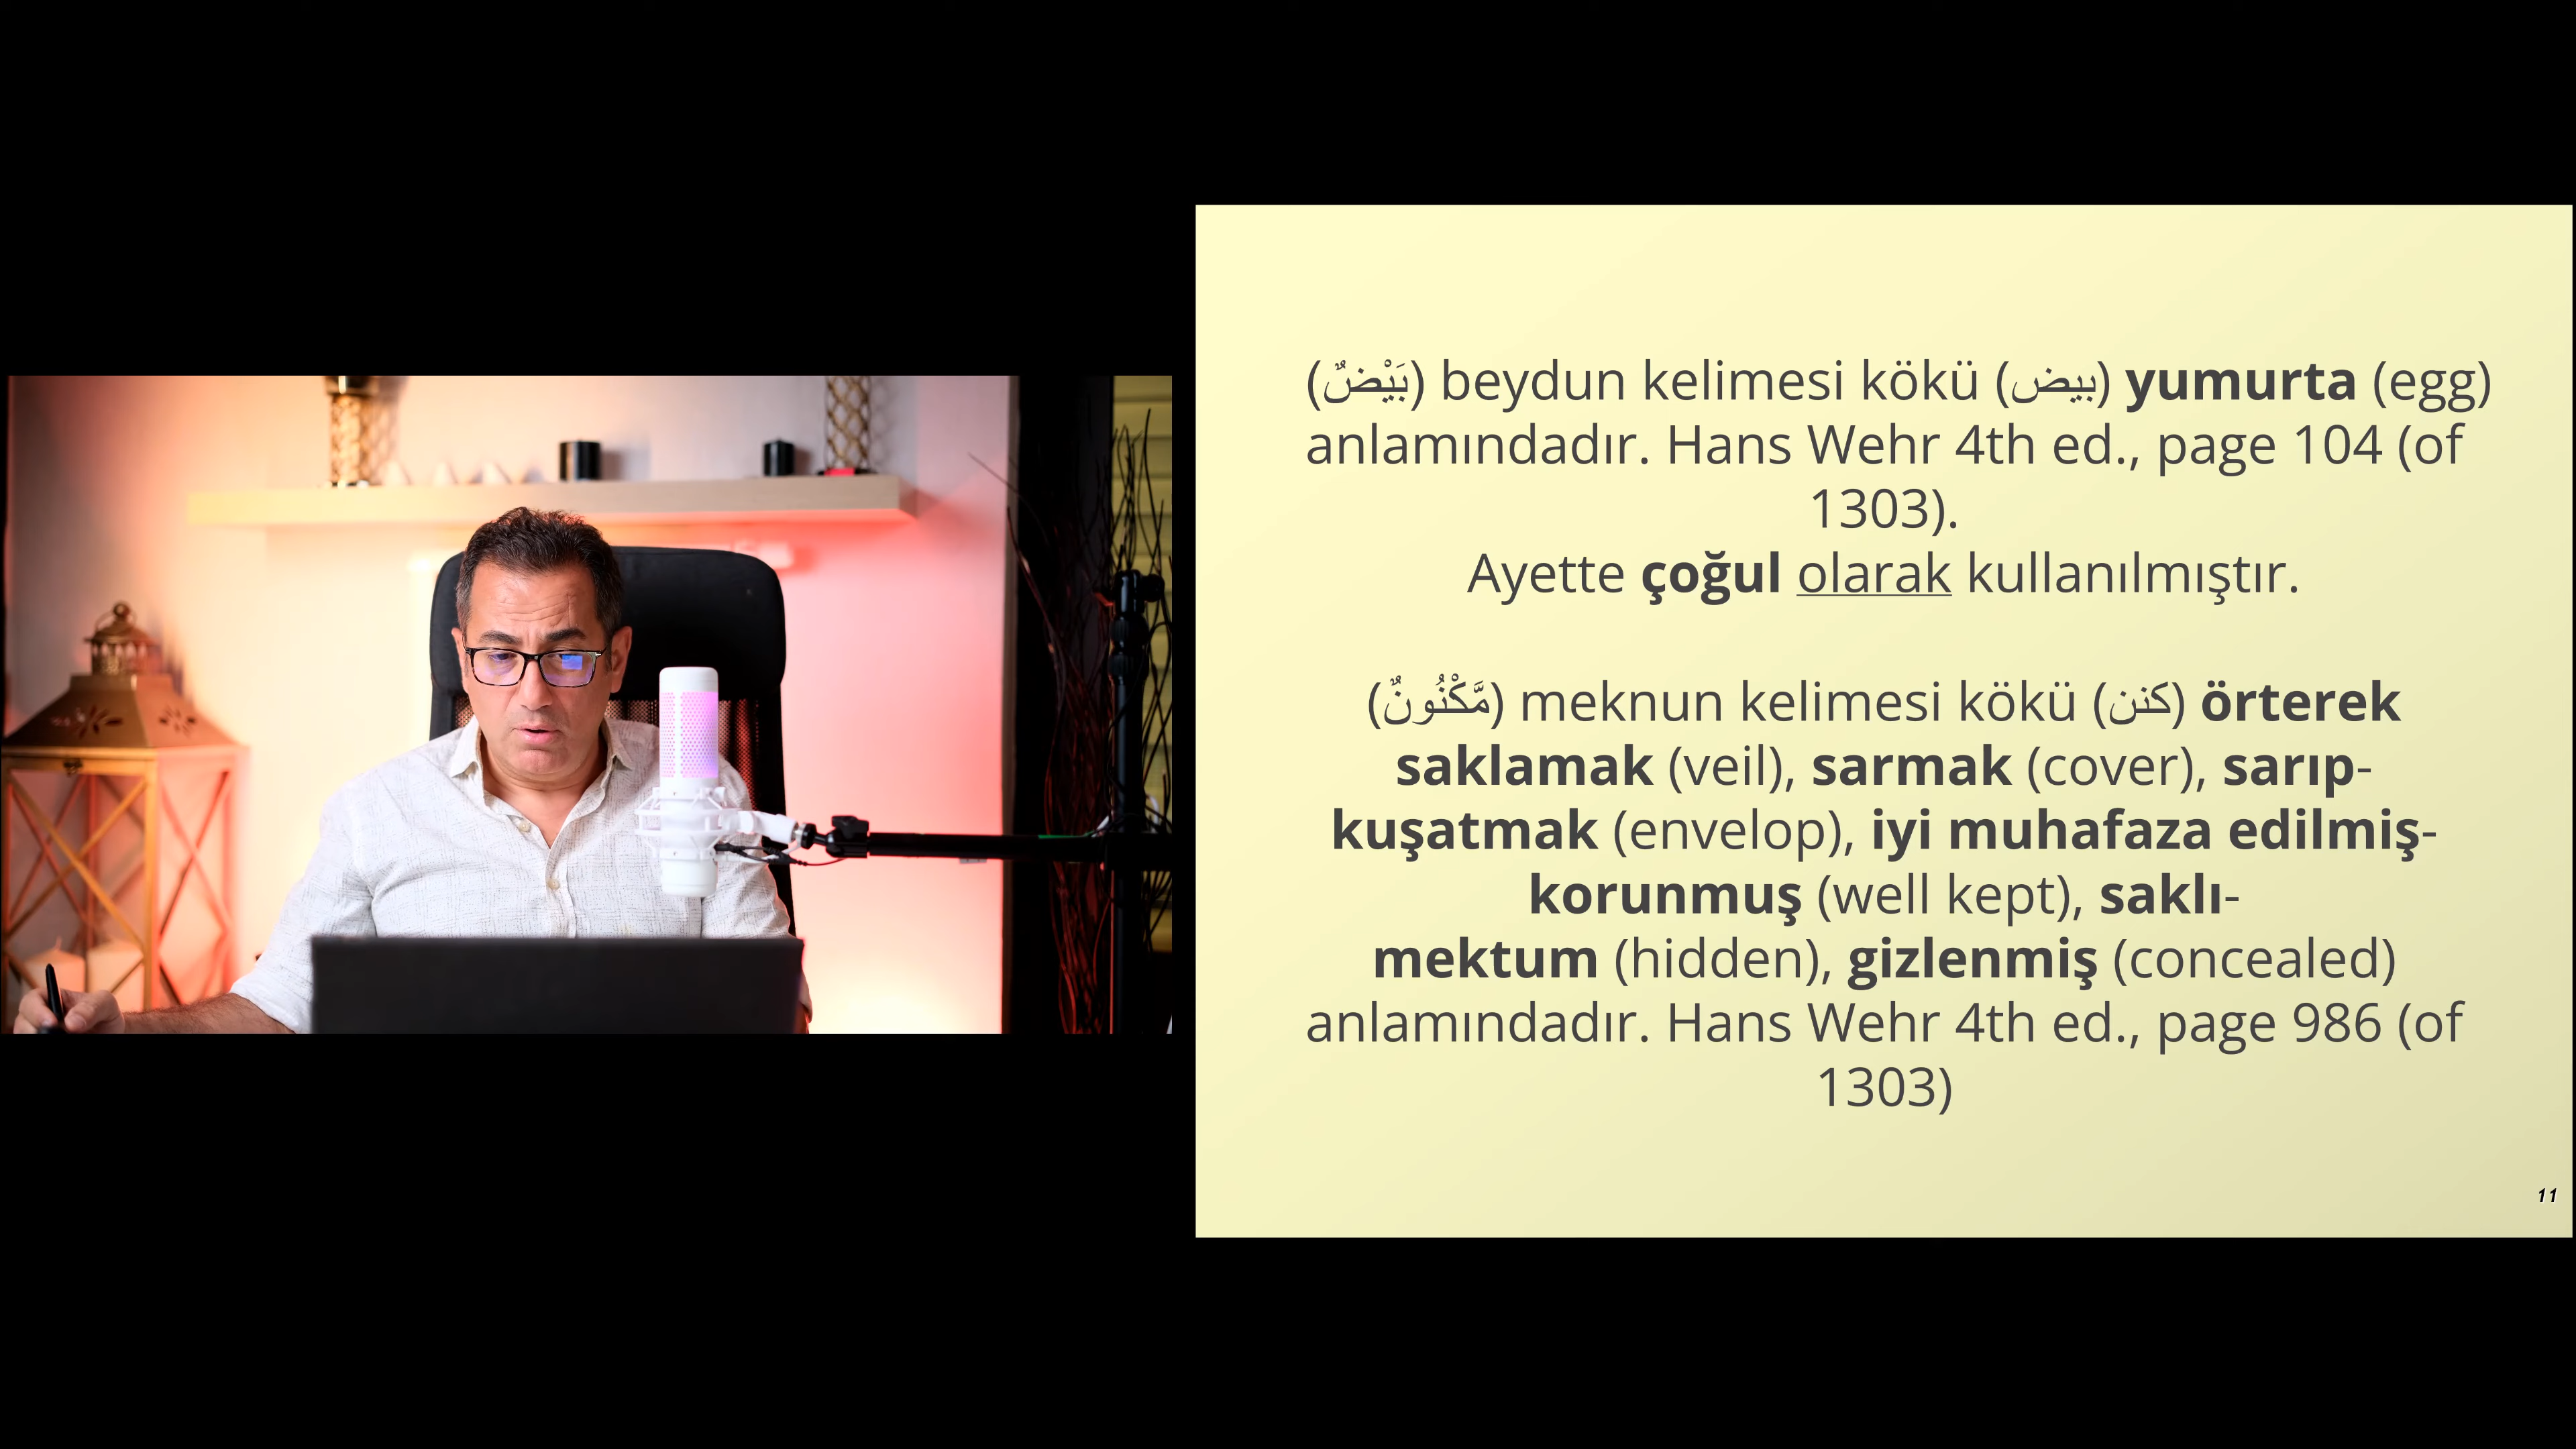 (بَيْضٌ) beydun kelimesi kökü (بيض) yumurta (egg)
anlamındadır. Hans Wehr 4th ed., page 104 (of
1303).
Ayette çoğul olarak kullanılmıştır.
(مَّكْنُونٌ) meknun kelimesi kökü (كنن) örterek
saklamak (veil), sarmak (cover), sarıp-
kuşatmak (envelop), iyi muhafaza edilmiş-
korunmuş (well kept), saklı-
mektum (hidden), gizlenmiş (concealed)
anlamındadır. Hans Wehr 4th ed., page 986 (of
1303)
11